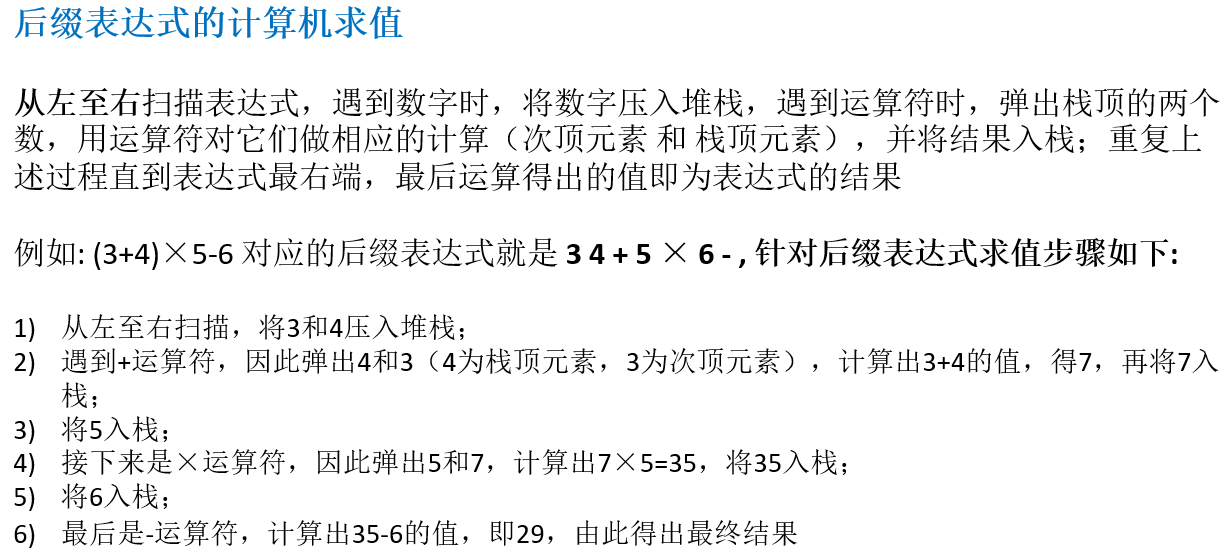 后缀表达式的计算机求值
从左至右扫描表达式，遇到数字时，将数字压入堆栈，遇到运算符时，弹出栈顶的两个
数，用运算符对它们做相应的计算（次顶元素 和 栈顶元素），并将结果入栈；重复上
述过程直到表达式最右端，最后运算得出的值即为表达式的结果
例如: (3+4)×5-6 对应的后缀表达式就是 3 4 + 5 × 6 - , 针对后缀表达式求值步骤如下:
1) 从左至右扫描，将3和4压入堆栈；
2) 遇到+运算符，因此弹出4和3（4为栈顶元素，3为次顶元素），计算出3+4的值，得7，再将7入
栈；
3) 将5入栈；
4) 接下来是×运算符，因此弹出5和7，计算出7×5=35，将35入栈；
5) 将6入栈；
6) 最后是-运算符，计算出35-6的值，即29，由此得出最终结果